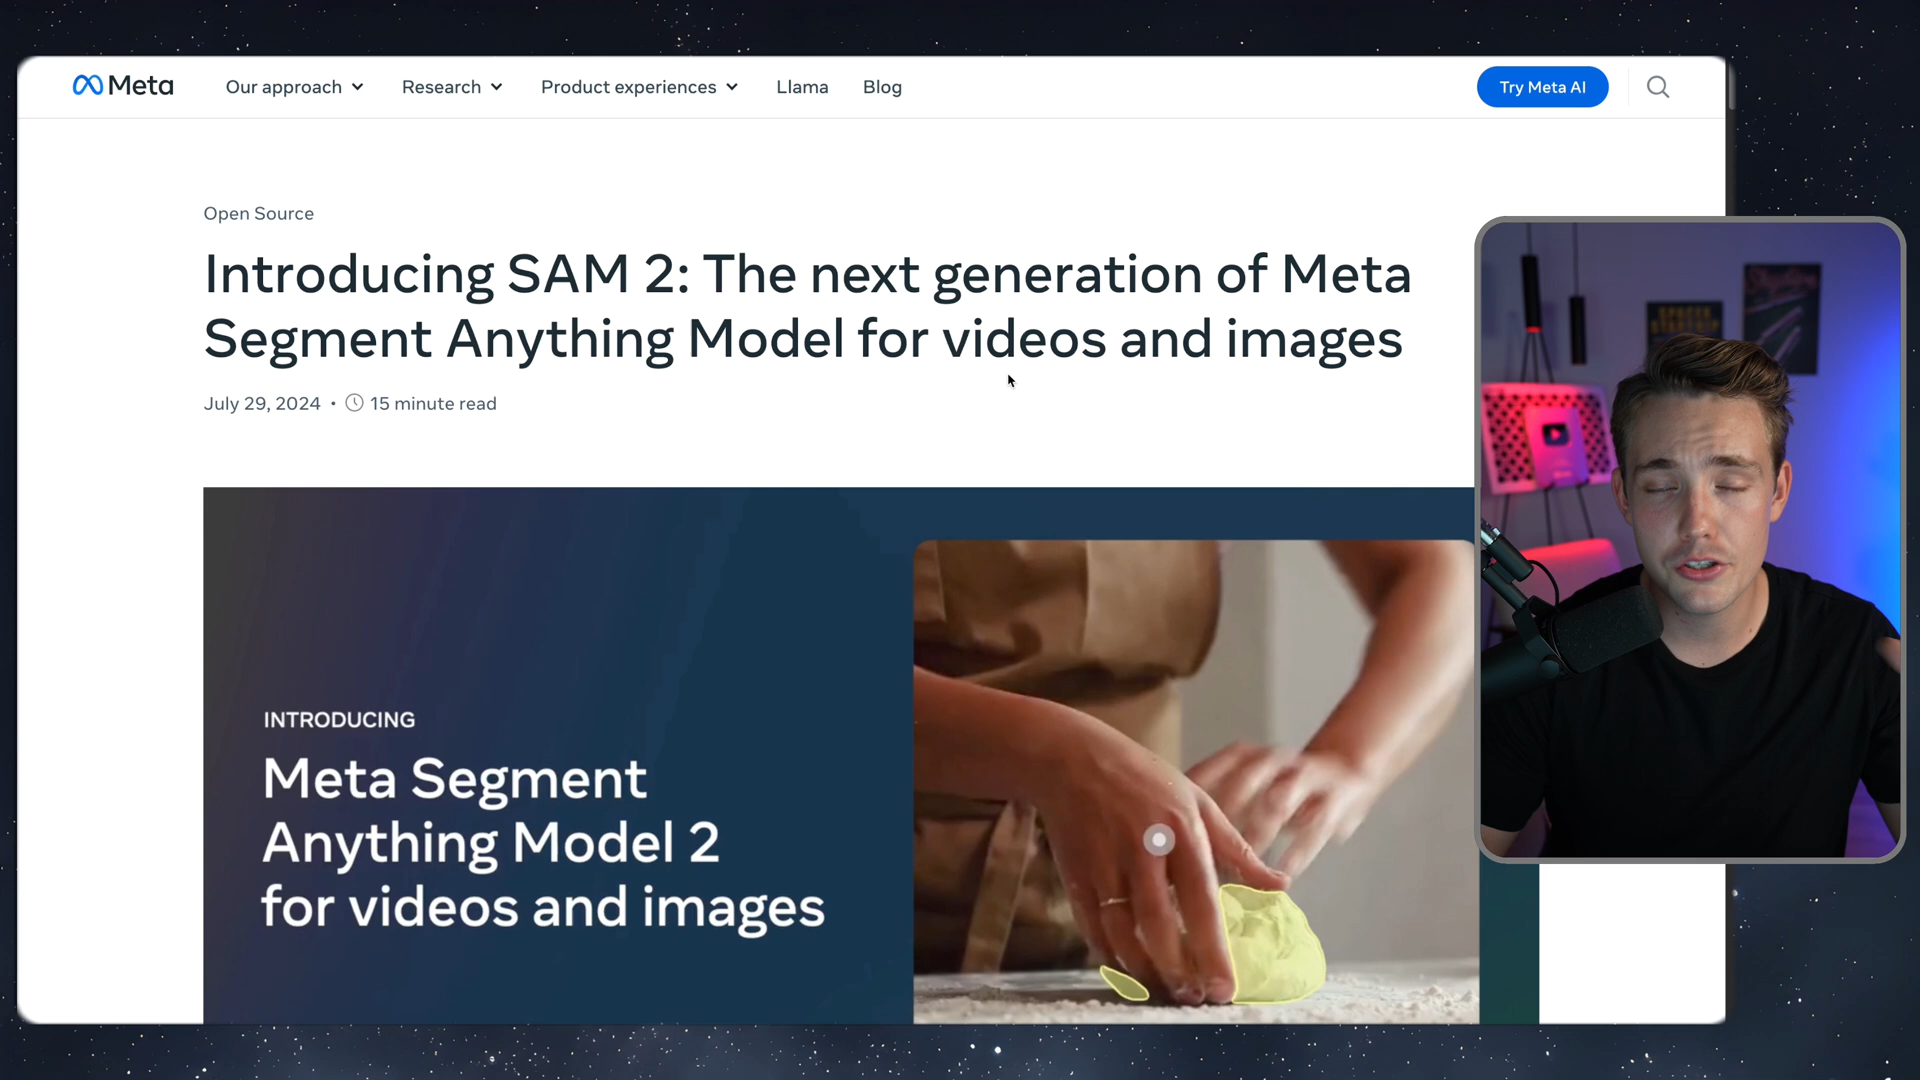 Meta
Our approach
Research
Product experiences
Llama
Blog
Try Meta AI
Open Source
Introducing SAM 2: The next generation of Meta
Segment Anything Model for videos and images
July 29, 2024 • 15 minute read
INTRODUCING
Meta Segment
Anything Model 2
for videos and images